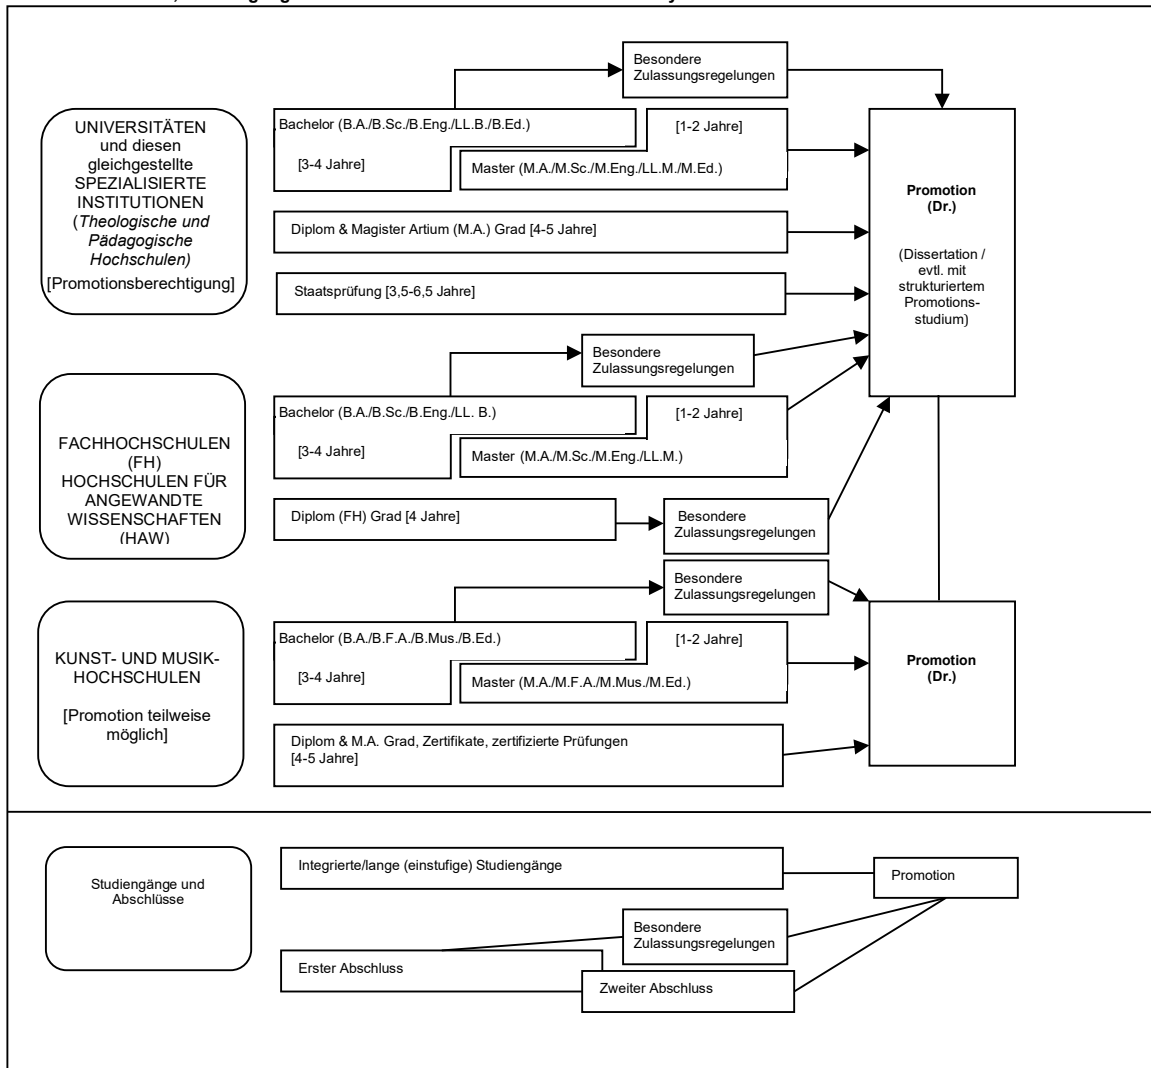 Besondere
Zulassungsregelungen
UNIVERSITÄTEN
und diesen
gleichgestellte
SPEZIALISIERTE
INSTITUTIONEN
(Theologische und
Pädagogische
Hochschulen)
[Promotionsberechtigung]
Bachelor (B.A./B.Sc./B.Eng./LL.B./B.Ed.)
[3-4 Jahre]
[1-2 Jahre]
Master (M.A./M.Sc./M.Eng./LL.M./M.Ed.)
Diplom & Magister Artium (M.A.) Grad [4-5 Jahre]
Staatsprüfung [3,5-6,5 Jahre]
Promotion
(Dr.)
(Dissertation /
evtl. mit
strukturiertem
Promotions-
studium)
Besondere
Zulassungsregelungen
FACHHOCHSCHULEN
(FH)
HOCHSCHULEN FÜR
ANGEWANDTE
WISSENSCHAFTEN
(HAW)
Bachelor (B.A./B.Sc./B.Eng./LL. B.)
[3-4 Jahre]
[1-2 Jahre]
Master (M.A./M.Sc./M.Eng./LL.M.)
Diplom (FH) Grad [4 Jahre]
Besondere
Zulassungsregelungen
Besondere
Zulassungsregelungen
KUNST- UND MUSIK-
HOCHSCHULEN
[Promotion teilweise
möglich]
Bachelor (B.A./B.F.A./B.Mus./B.Ed.)
[3-4 Jahre]
[1-2 Jahre]
Master (M.A./M.F.A./M.Mus./M.Ed.)
Diplom & M.A. Grad, Zertifikate, zertifizierte Prüfungen
[4-5 Jahre]
Promotion
(Dr.)
Studiengänge und
Abschlüsse
Integrierte/lange (einstufige) Studiengänge
Promotion
Besondere
Zulassungsregelungen
Erster Abschluss
Zweiter Abschluss